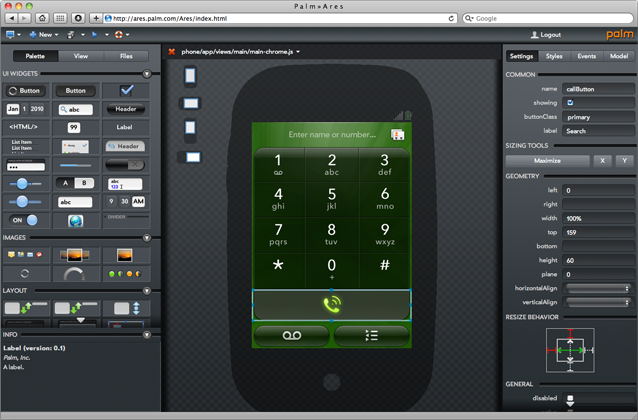 Palm»Ares
http://ares.palm.com/Ares/index.html
Google
New
Logout
palm
Palette
View
Files
phone/app/views/main/main-chrome.js
Settings
Styles
Events
Model
UI WIDGETS
Button
Button
Jan 1 2010
abc
Header
<HTML/>
99
Label
List Item
List Item
List Item
Header
A B
abc
123
abc
9 30 AM
ON
DIVIDER
IMAGES
LAYOUT
INFO
Label (version: 0.1)
Palm, Inc.
A label.
Enter name or number...
1
2 abc
3 def
4 ghi
5 jkl
6 mno
7 pqrs
8 tuv
9 wxyz
*
0 +
#
COMMON
name callButton
showing
buttonClass primary
label Search
SIZING TOOLS
Maximize X Y
GEOMETRY
left 0
right
width 100%
top 159
bottom
height 60
plane 0
horizontalAlign
verticalAlign
RESIZE BEHAVIOR
GENERAL
disabled